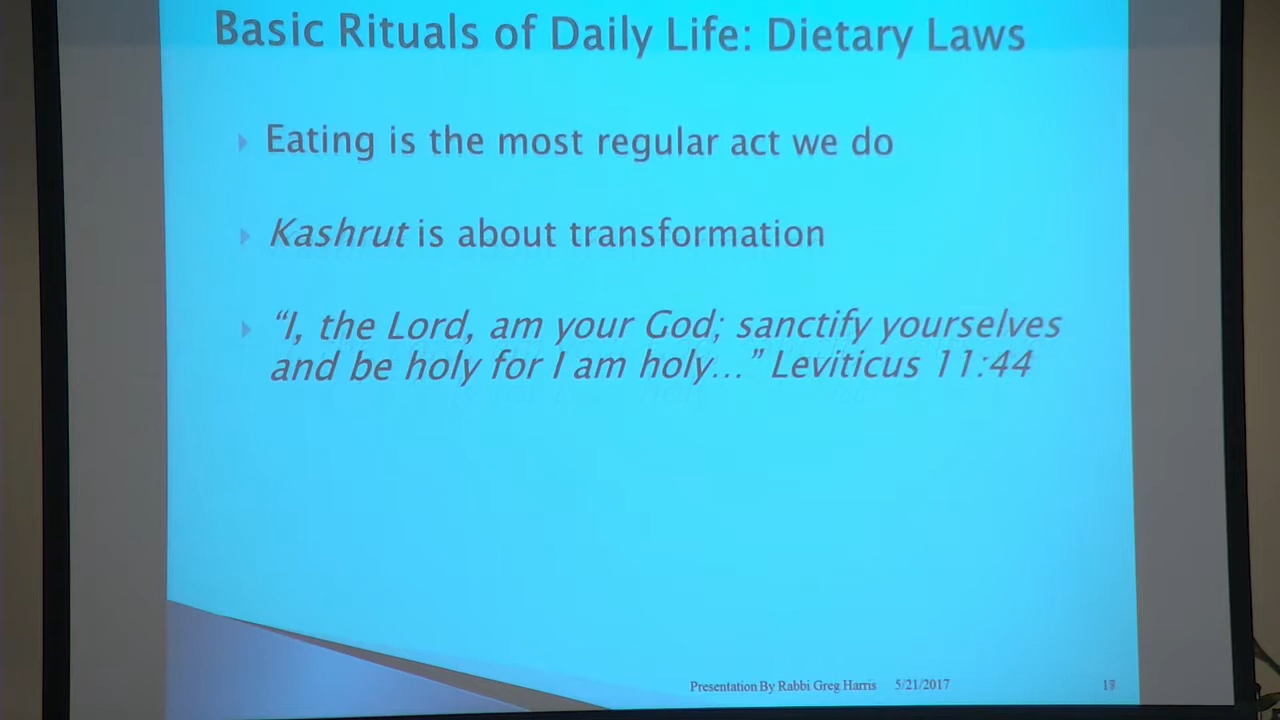 Basic Rituals of Daily Life: Dietary Laws
Eating is the most regular act we do
Kashrut is about transformation
“I, the Lord, am your God; sanctify yourselves
and be holy for I am holy…” Leviticus 11:44
Presentation By Rabbi Greg Harris 5/21/2017